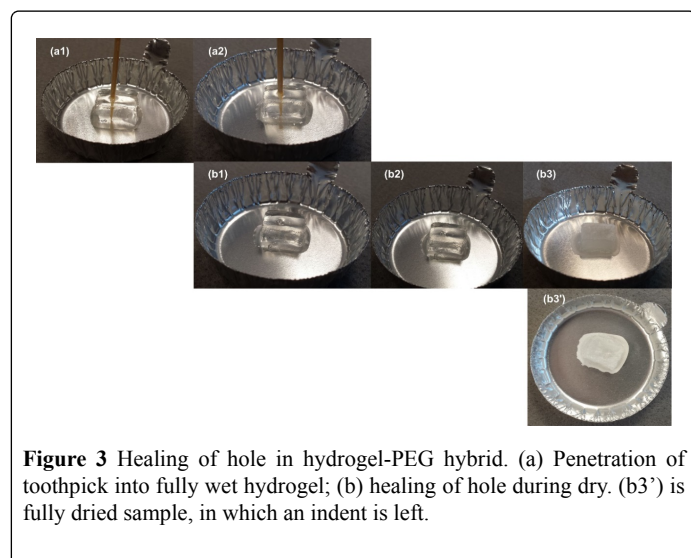 (a1)
(a2)
(b1)
(b2)
(b3)
(b3')
Figure 3 Healing of hole in hydrogel-PEG hybrid. (a) Penetration of
toothpick into fully wet hydrogel; (b) healing of hole during dry. (b3’) is
fully dried sample, in which an indent is left.